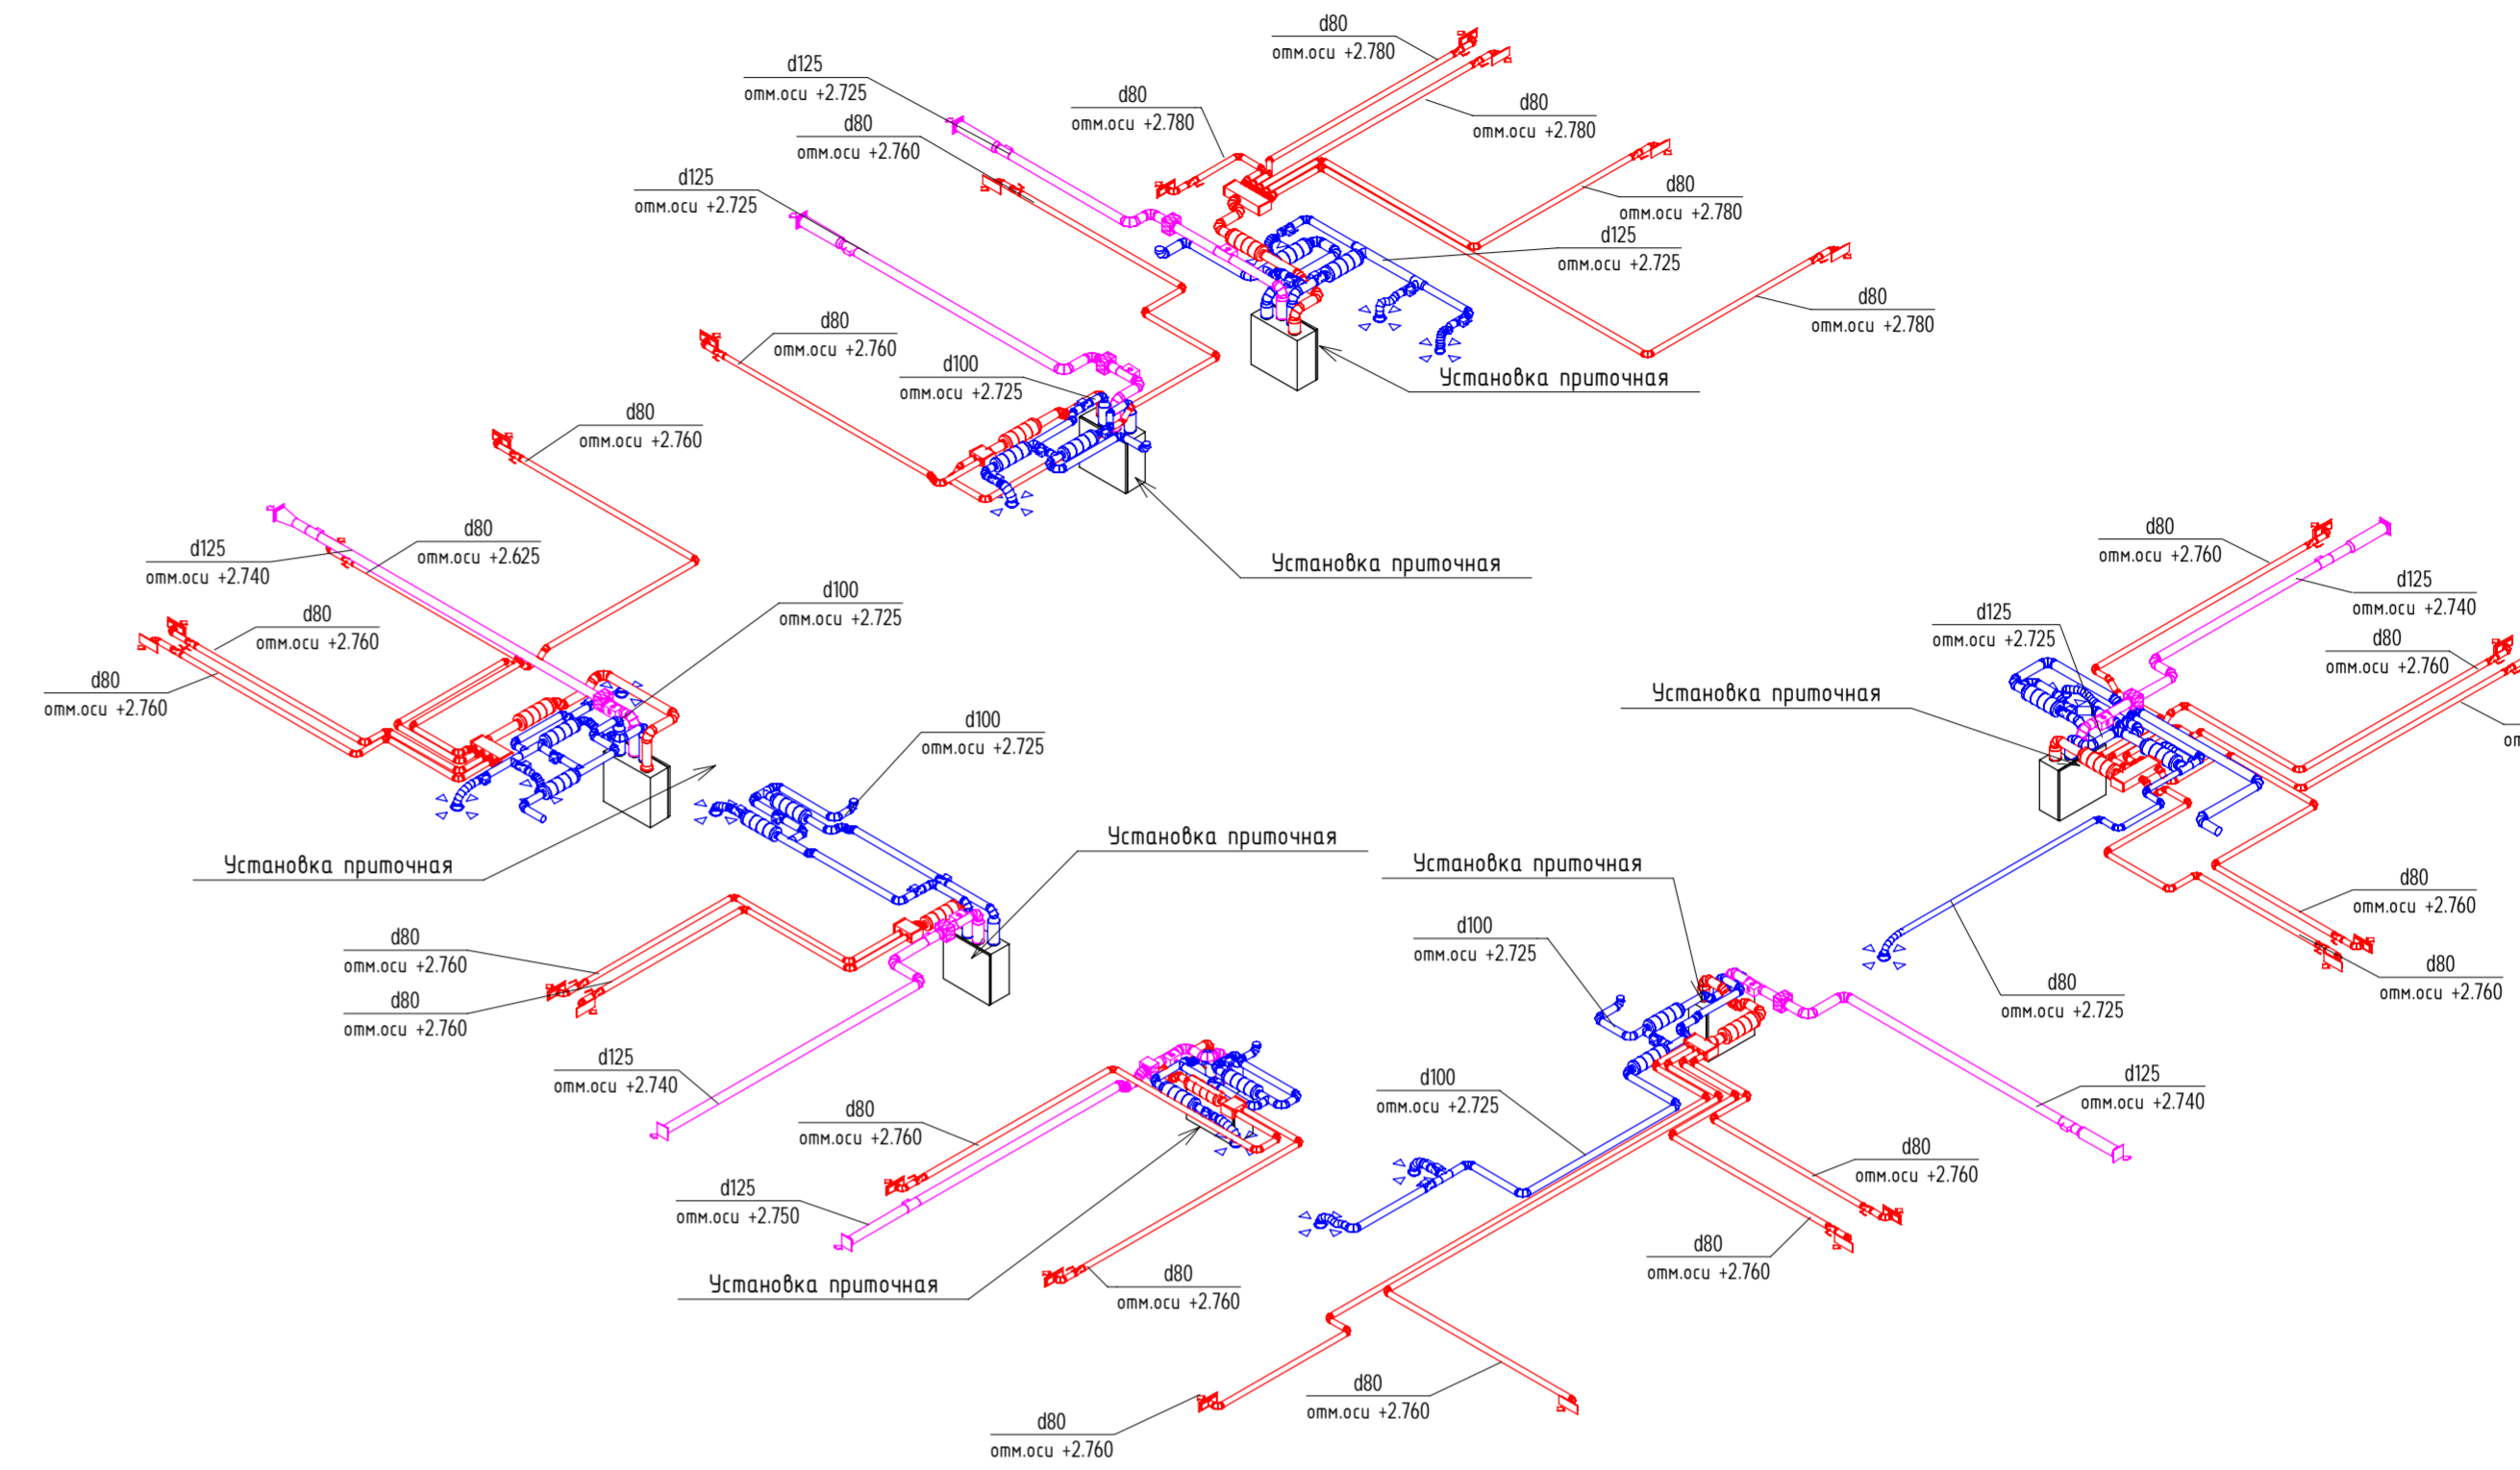 d80
отм.оси +2.780
d125
отм.оси +2.725
d80
отм.оси +2.780
d80
отм.оси +2.780
d80
отм.оси +2.760
d125
отм.оси +2.725
d80
отм.оси +2.780
d125
отм.оси +2.725
d80
отм.оси +2.780
d80
отм.оси +2.760
d100
отм.оси +2.725
Установка приточная
d80
отм.оси +2.760
Установка приточная
d80
отм.оси +2.625
d125
отм.оси +2.740
d100
отм.оси +2.725
d80
отм.оси +2.760
d80
отм.оси +2.760
d80
отм.оси +2.760
d125
отм.оси +2.740
d125
отм.оси +2.725
d80
отм.оси +2.760
Установка приточная
от
d100
отм.оси +2.725
Установка приточная
Установка приточная
Установка приточная
d80
отм.оси +2.760
d80
отм.оси +2.760
d80
отм.оси +2.760
d100
отм.оси +2.725
d80
отм.оси +2.760
d80
отм.оси +2.725
d125
отм.оси +2.740
d100
отм.оси +2.725
d125
отм.оси +2.740
d80
отм.оси +2.760
d80
отм.оси +2.760
d125
отм.оси +2.750
d80
отм.оси +2.760
Установка приточная
d80
отм.оси +2.760
d80
отм.оси +2.760
d80
отм.оси +2.760